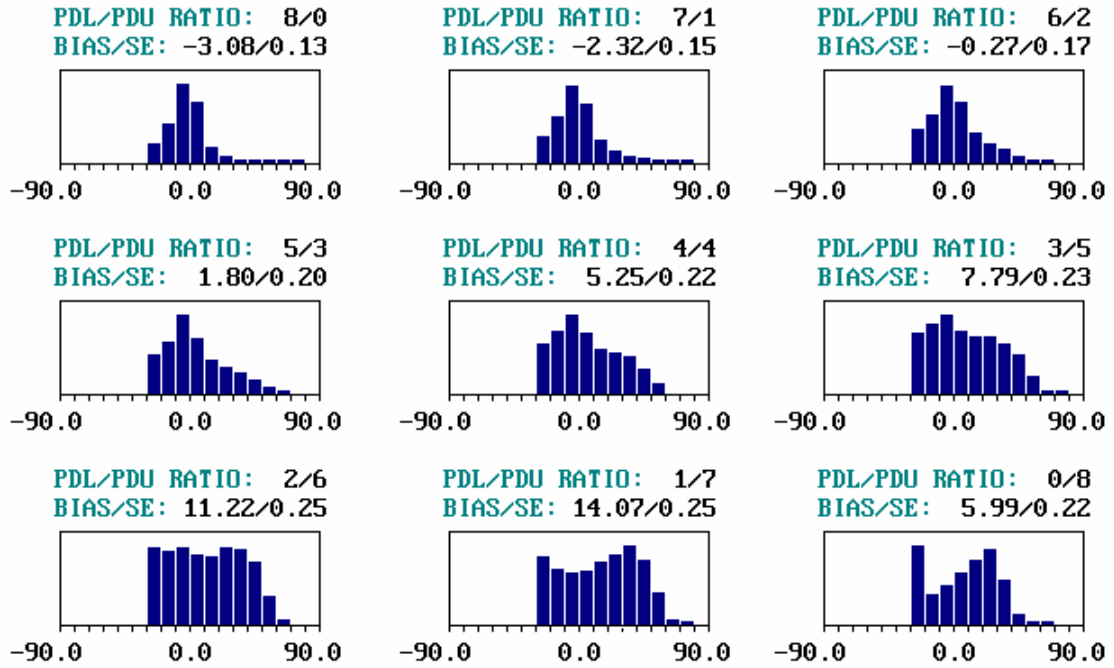 PDL/PDU RATIO: 8/0
BIAS/SE: -3.08/0.13
-90.0 0.0 90.0
PDL/PDU RATIO: 7/1
BIAS/SE: -2.32/0.15
-90.0 0.0 90.0
PDL/PDU RATIO: 6/2
BIAS/SE: -0.27/0.17
-90.0 0.0 90.0
PDL/PDU RATIO: 5/3
BIAS/SE: 1.80/0.20
-90.0 0.0 90.0
PDL/PDU RATIO: 4/4
BIAS/SE: 5.25/0.22
-90.0 0.0 90.0
PDL/PDU RATIO: 3/5
BIAS/SE: 7.79/0.23
-90.0 0.0 90.0
PDL/PDU RATIO: 2/6
BIAS/SE: 11.22/0.25
-90.0 0.0 90.0
PDL/PDU RATIO: 1/7
BIAS/SE: 14.07/0.25
-90.0 0.0 90.0
PDL/PDU RATIO: 0/8
BIAS/SE: 5.99/0.22
-90.0 0.0 90.0